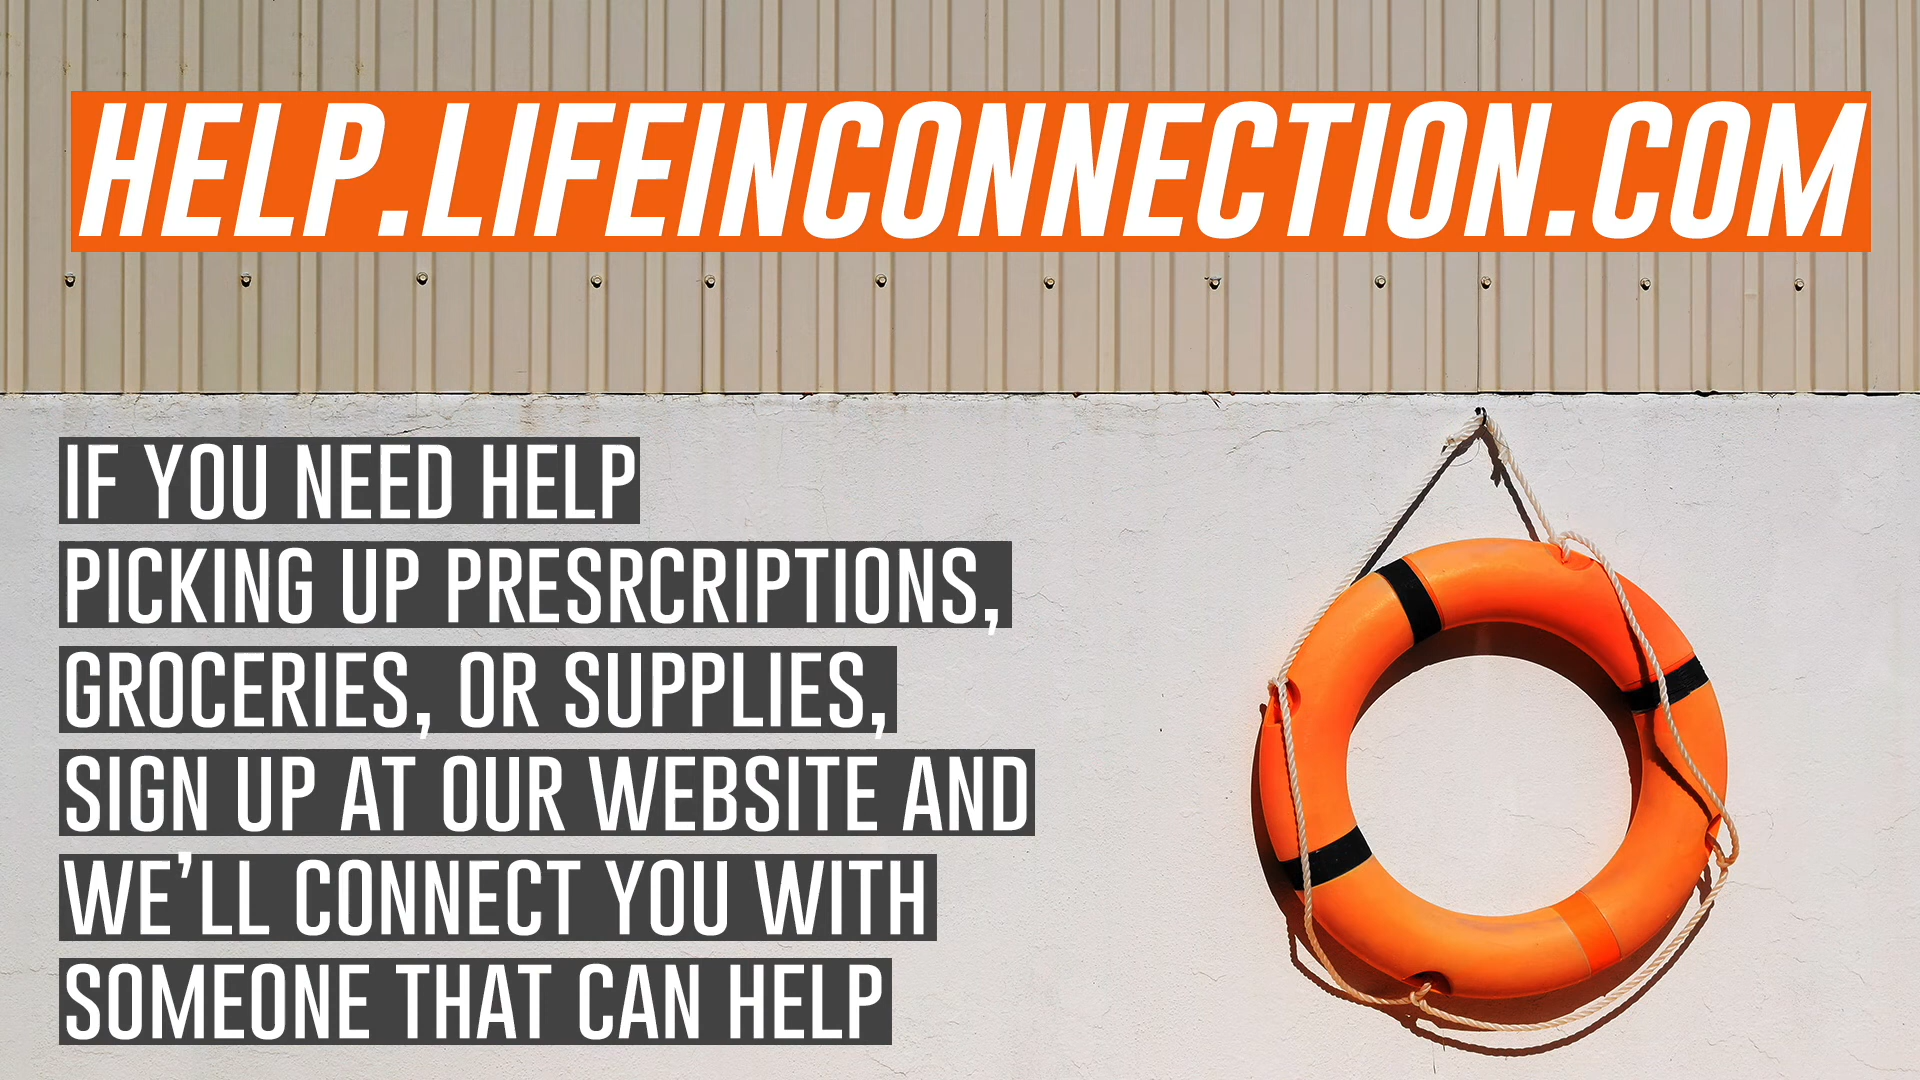 HELP.LIFEINCONNECTION.COM
IF YOU NEED HELP
PICKING UP PRESRCRIPTIONS,
GROCERIES, OR SUPPLIES,
SIGN UP AT OUR WEBSITE AND
WE'LL CONNECT YOU WITH
SOMEONE THAT CAN HELP